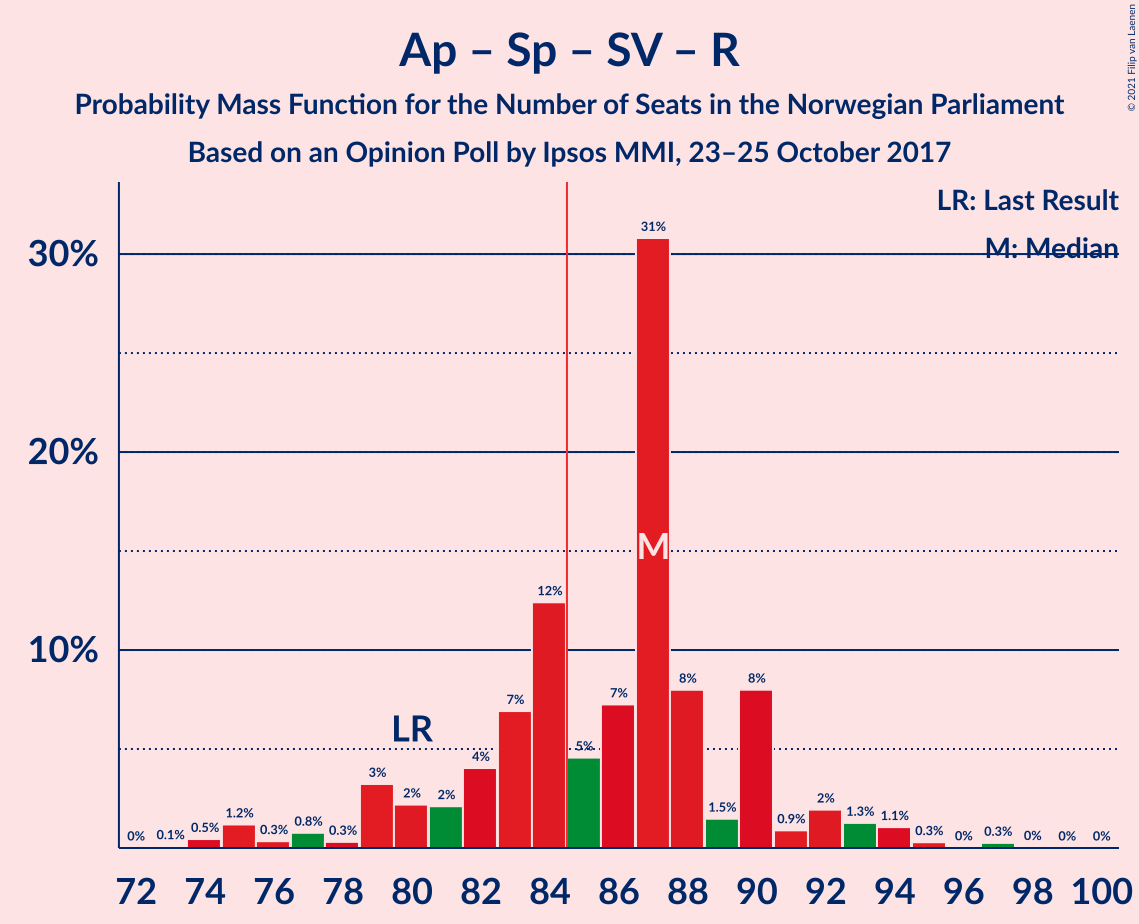 Ap – Sp – SV – R
Probability Mass Function for the Number of Seats in the Norwegian Parliament
Based on an Opinion Poll by Ipsos MMI, 23–25 October 2017
© 2021 Filip van Laenen
LR: Last Result
M: Median
30%
20%
10%
LR
M
0% 0.1% 0.5% 1.2% 0.3% 0.8% 0.3% 3% 2% 2% 4% 7% 12% 5% 7% 31% 8% 1.5% 8% 0.9% 2% 1.3% 1.1% 0.3% 0% 0.3% 0% 0% 0%
72 74 76 78 80 82 84 86 88 90 92 94 96 98 100